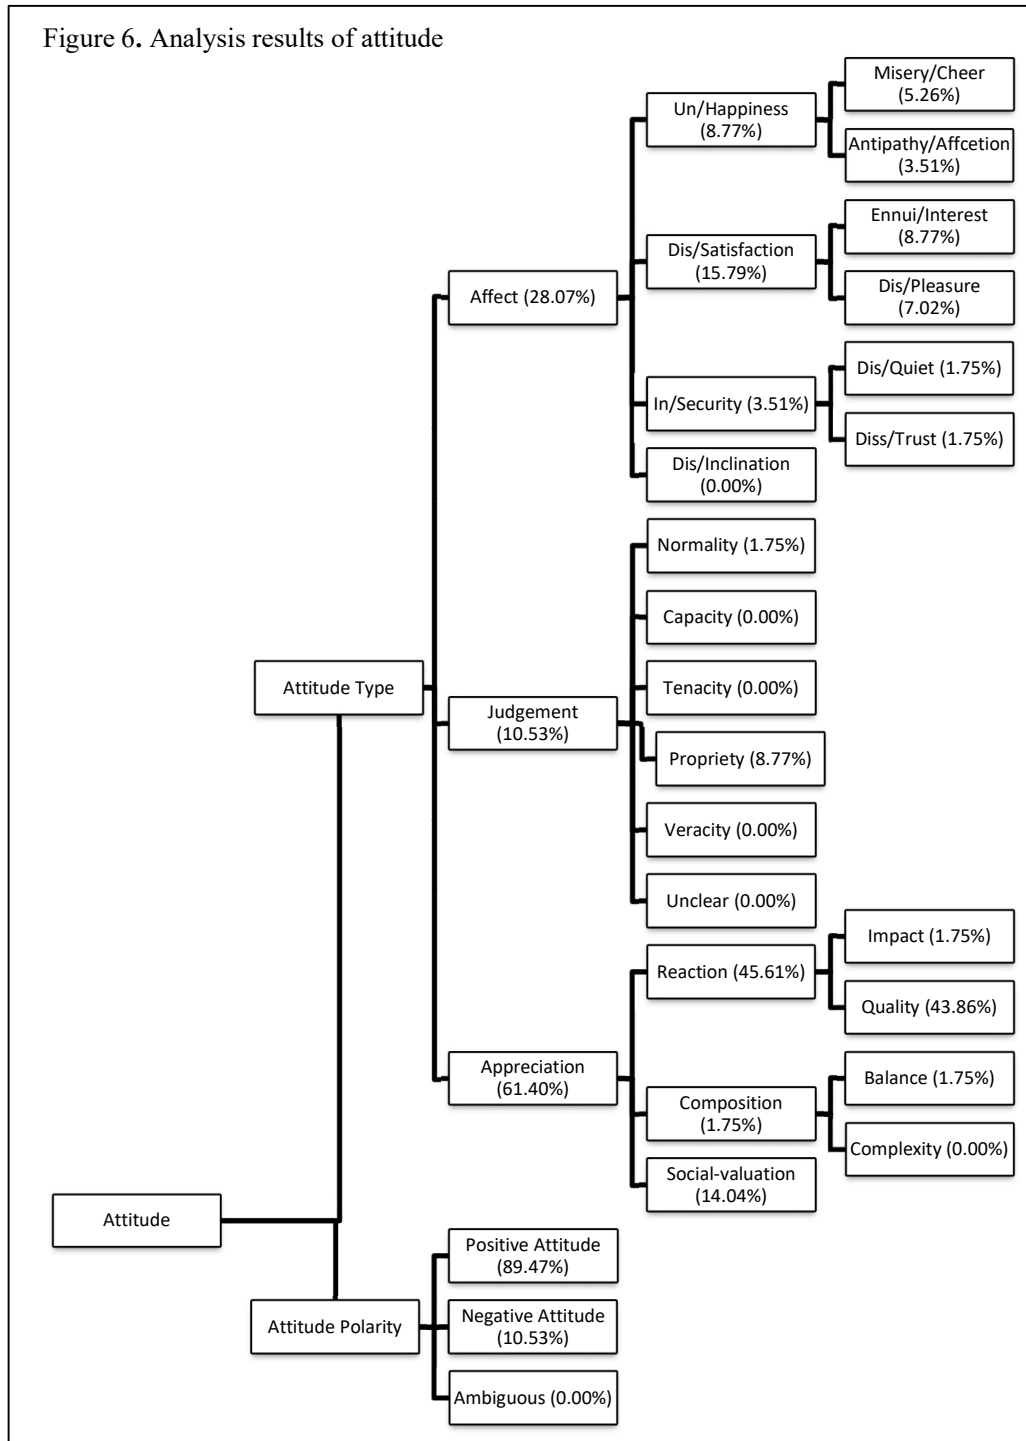 Figure 6. Analysis results of attitude
Misery/Cheer
(5.26%)
Un/Happiness
(8.77%)
Antipathy/Affcetion
(3.51%)
Ennui/Interest
(8.77%)
Dis/Satisfaction
(15.79%)
Dis/Pleasure
(7.02%)
Affect (28.07%)
Dis/Quiet (1.75%)
In/Security (3.51%)
Diss/Trust (1.75%)
Dis/Inclination
(0.00%)
Normality (1.75%)
Capacity (0.00%)
Attitude Type
Tenacity (0.00%)
Judgement
(10.53%)
Propriety (8.77%)
Veracity (0.00%)
Unclear (0.00%)
Impact (1.75%)
Reaction (45.61%)
Quality (43.86%)
Appreciation
(61.40%)
Balance (1.75%)
Composition
(1.75%)
Complexity (0.00%)
Social-valuation
(14.04%)
Attitude
Positive Attitude
(89.47%)
Attitude Polarity
Negative Attitude
(10.53%)
Ambiguous (0.00%)